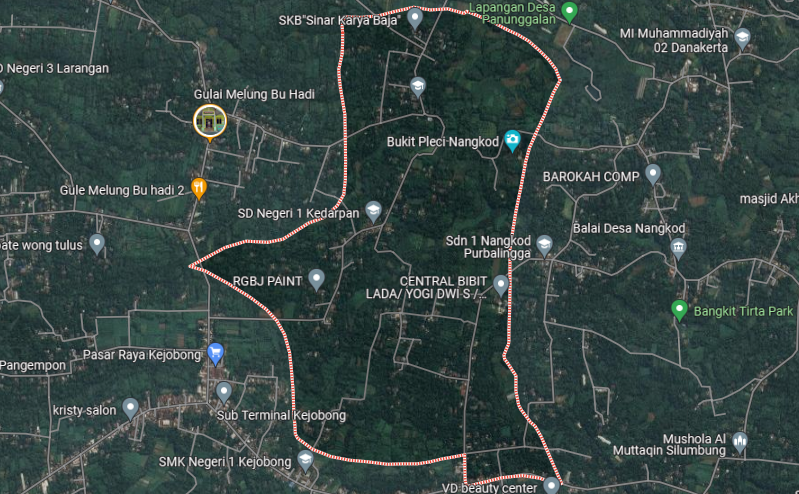 Lapangan Desa
Panunggalan
SKB"Sinar Karya Baja"
MI Muhammadiyah
02 Danakerta
D Negeri 3 Larangan
Gulai Melung Bu Hadi
Bukit Pleci Nangkod
BAROKAH COMP
Gule Melung Bu hadi 2
masjid Akh
SD Negeri 1 Kedarpan
Balai Desa Nangkod
pate wong tulus
Sdn 1 Nangkod
Purbalingga
RGBJ PAINT
CENTRAL BIBIT
LADA/ YOGI DWI S /...
Bangkit Tirta Park
Pasar Raya Kejobong
Pangempon
kristy salon
Sub Terminal Kejobong
Mushola Al
Muttaqin Silumbung
SMK Negeri 1 Kejobong
VD beauty center